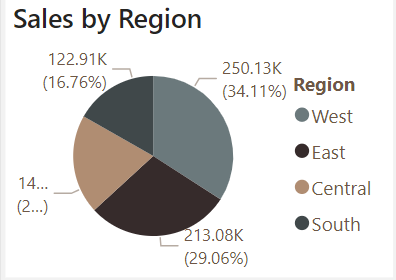 Sales by Region
122.91K
(16.76%)
250.13K
(34.11%)
14...
(2...)
213.08K
(29.06%)
Region
West
East
Central
South